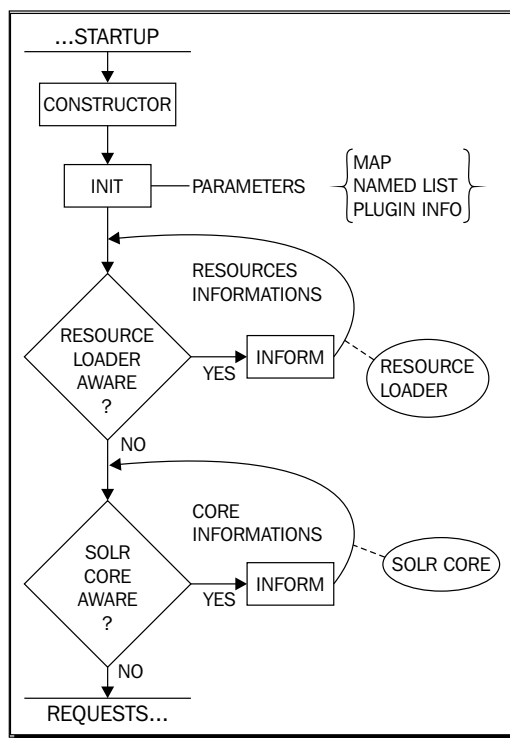 ...STARTUP
CONSTRUCTOR
INIT
PARAMETERS
MAP
NAMED LIST
PLUGIN INFO
RESOURCES
INFORMATIONS
RESOURCE
LOADER
AWARE
?
YES
INFORM
RESOURCE
LOADER
NO
CORE
INFORMATIONS
SOLR
CORE
AWARE
?
YES
INFORM
SOLR CORE
NO
REQUESTS...